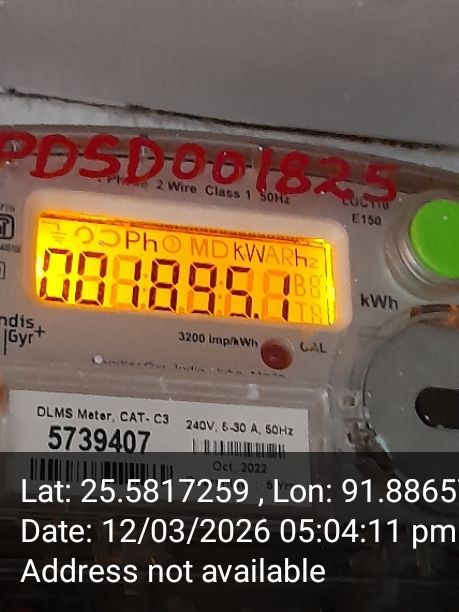 PDSD001825
Phase 2 Wire Class 1 50Hz
E150
Ph MD kWARhz
001895.1
kWh
ndis
Gyr+
3200 imp/kWh
CAL
DLMS Meter, CAT- C3
240V, 5-30 A, 50Hz
5739407
Oct, 2022
Lat: 25.5817259 , Lon: 91.8865
Date: 12/03/2026 05:04:11 pm
Address not available